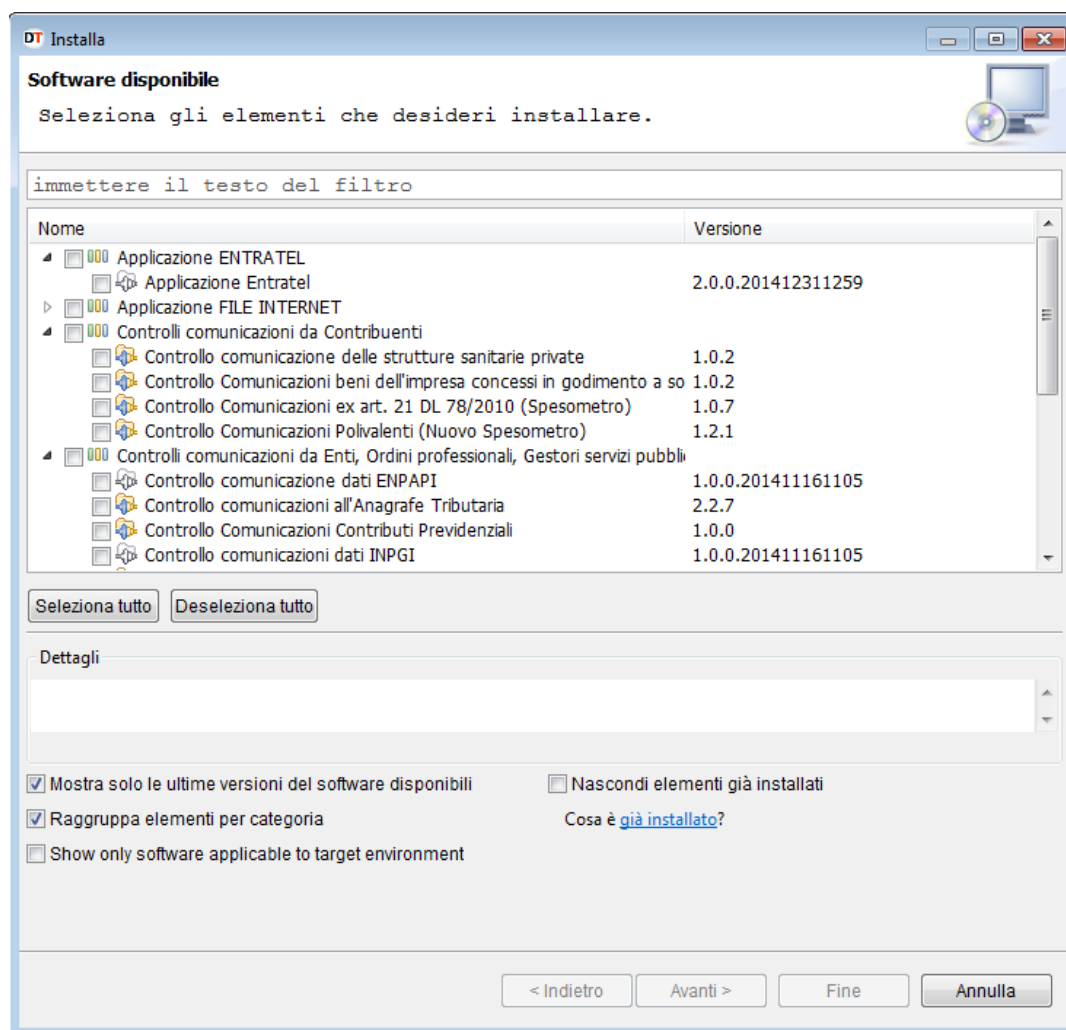 DT Installa
Software disponibile
Seleziona gli elementi che desideri installare.
immettere il testo del filtro
Nome Versione
Applicazione ENTRATEL
Applicazione Entratel 2.0.0.201412311259
Applicazione FILE INTERNET
Controlli comunicazioni da Contribuenti
Controllo comunicazione delle strutture sanitarie private 1.0.2
Controllo Comunicazioni beni dell'impresa concessi in godimento a so 1.0.2
Controllo Comunicazioni ex art. 21 DL 78/2010 (Spesometro) 1.0.7
Controllo Comunicazioni Polivalenti (Nuovo Spesometro) 1.2.1
Controlli comunicazioni da Enti, Ordini professionali, Gestori servizi pubbli
Controllo comunicazione dati ENPAPI 1.0.0.201411161105
Controllo comunicazioni all'Anagrafe Tributaria 2.2.7
Controllo Comunicazioni Contributi Previdenziali 1.0.0
Controllo comunicazioni dati INPGI 1.0.0.201411161105
Seleziona tutto Deseleziona tutto
Dettagli
Mostra solo le ultime versioni del software disponibili Nascondi elementi già installati
Raggruppa elementi per categoria Cosa è già installato?
Show only software applicable to target environment
< Indietro Avanti > Fine Annulla